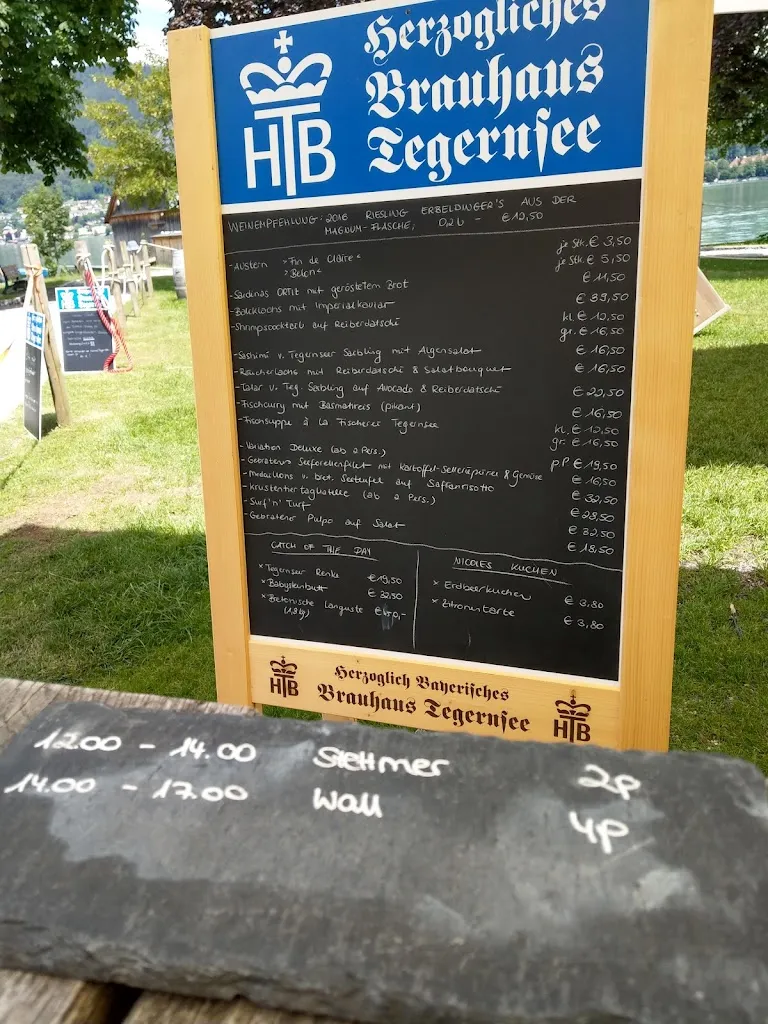 HTB
Herzogliches
Brauhaus
Tegernsee
WEINEMPFEHLUNG: 2016 RIESLING ERBELDINGER'S AUS DER
MAGNUM-FLASCHE, 0,2 l - €12,50
- AUSTERN >Fin de Claire< je Stk. € 3,50
>Belon< je Stk. € 5,50
- Sardinas ORTIZ mit geröstetem Brot € 11,50
- Baliklachs mit Imperialkaviar € 39,50
- Shrimpscocktail auf Reiberdatschi kl. € 12,50
gr. € 16,50
- Sashimi v. Tegernseer Saibling mit Algensalat € 16,50
- Räucherlachs mit Reiberdatschi & Salatbouquet € 16,50
- Tatar v. Teg. Saibling auf Avocado & Reiberdatschi € 22,50
- Fischcurry mit Basmatireis (pikant) € 16,50
- Fischsuppe à la Fischerei Tegernsee kl. € 12,50
gr. € 16,50
- Variation Deluxe (ab 2 Pers.) pP € 19,50
- Gebratenes Seeforellenfilet mit Kartoffel-Selleriepüree & Gemüse € 16,50
- Medaillons v. bret. Seeteufel auf Saffranrisotto € 32,50
- Krustentiertagliatelle (ab 2 Pers.) € 28,50
- Surf'n' Turf € 32,50
- Gebratener Pulpo auf Salat € 18,50
CATCH OF THE DAY
* Tegernseer Renke € 19,50
* Babysteinbutt € 32,50
* Bretonische Languste
(1,8 kg)
NICOLES KUCHEN
* Erdbeerkuchen € 3,80
* Zitronentarte € 3,80
HTB
Herzoglich Bayerisches
Brauhaus Tegernsee
HTB
12.00 - 14.00 Stettmer 2P
14.00 - 17.00 Wall 4P